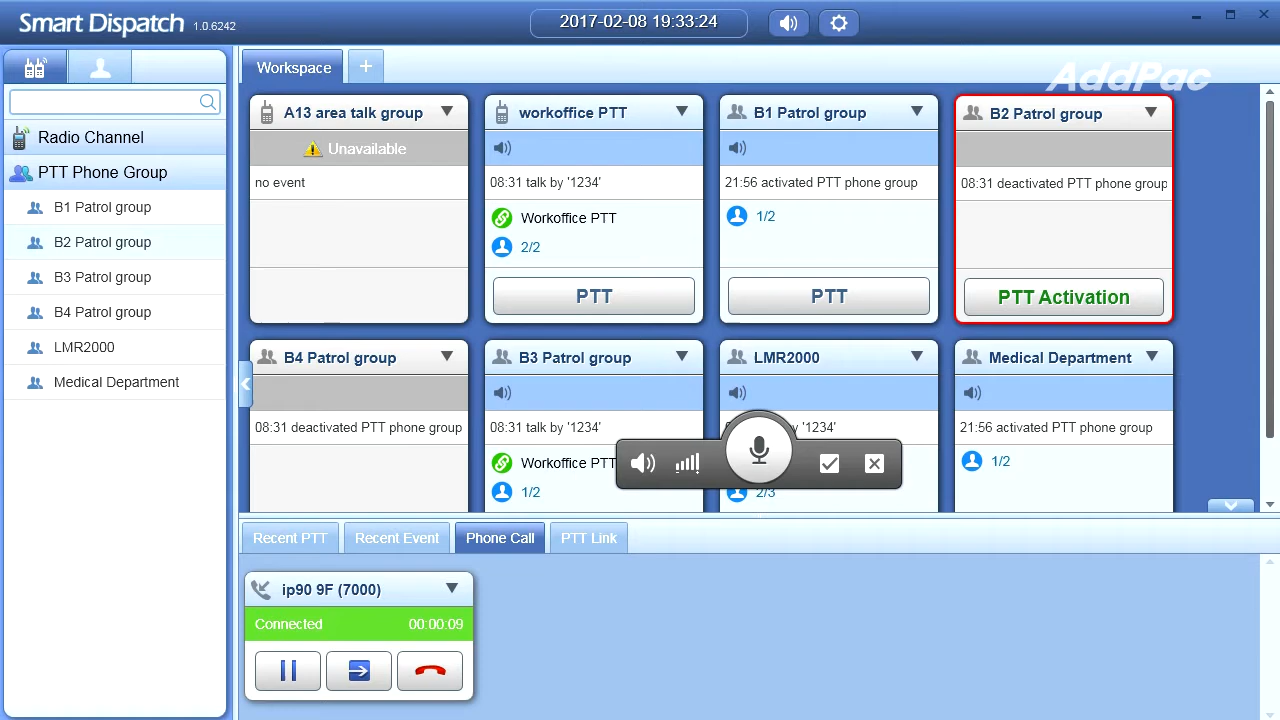 Smart Dispatch 1.0.6242
2017-02-08 19:33:24
AddPac
Workspace
+
Radio Channel
PTT Phone Group
B1 Patrol group
B2 Patrol group
B3 Patrol group
B4 Patrol group
LMR2000
Medical Department
A13 area talk group
Unavailable
no event
workoffice PTT
08:31 talk by '1234'
Workoffice PTT
2/2
PTT
B1 Patrol group
21:56 activated PTT phone group
1/2
PTT
B2 Patrol group
08:31 deactivated PTT phone group
PTT Activation
B4 Patrol group
08:31 deactivated PTT phone group
B3 Patrol group
08:31 talk by '1234'
Workoffice PTT
1/2
LMR2000
'1234'
2/3
Medical Department
21:56 activated PTT phone group
1/2
Recent PTT
Recent Event
Phone Call
PTT Link
ip90 9F (7000)
Connected 00:00:09